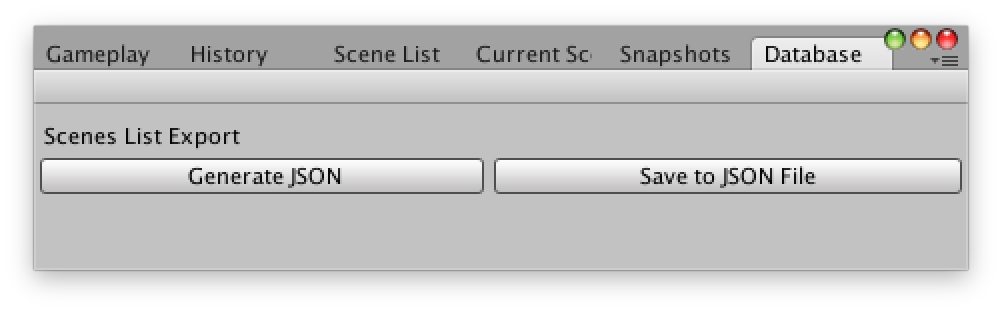 Gameplay History Scene List Current Sc Snapshots Database
Scenes List Export
Generate JSON Save to JSON File